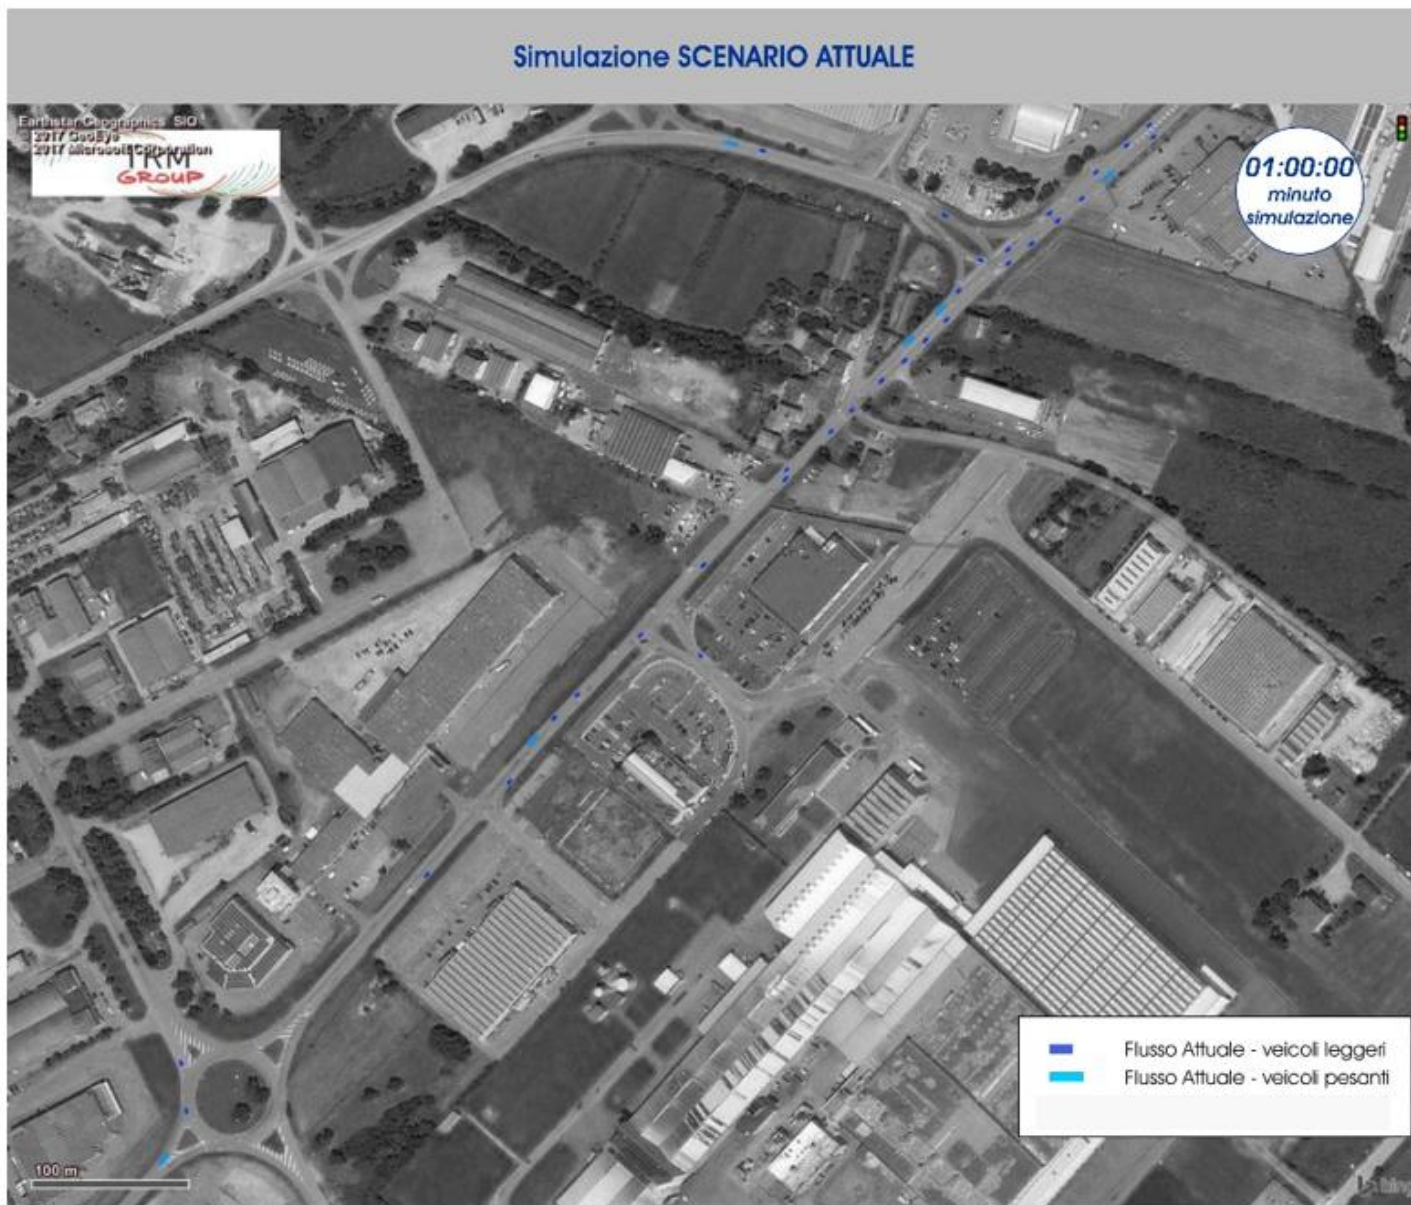 Simulazione SCENARIO ATTUALE
Earthstar Geographics SIO
© 2017 GeoEye
© 2017 Microsoft Corporation
TRM
GROUP
01:00:00
minuto
simulazione
Flusso Attuale - veicoli leggeri
Flusso Attuale - veicoli pesanti
100 m
bing